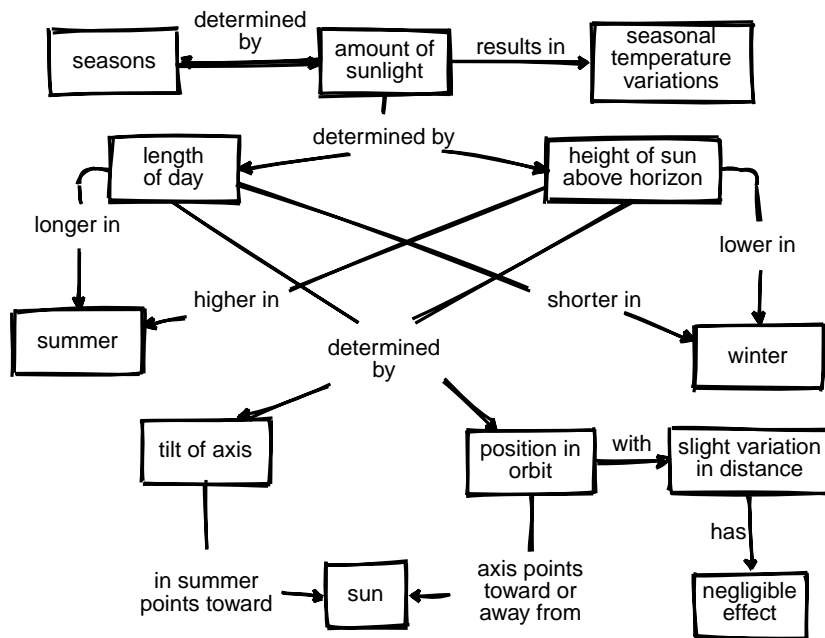 determined
by
seasons
amount of
sunlight
results in
seasonal
temperature
variations
determined by
length
of day
height of sun
above horizon
longer in
lower in
higher in
shorter in
summer
determined
by
winter
tilt of axis
position in
orbit
with
slight variation
in distance
has
in summer
points toward
sun
axis points
toward or
away from
negligible
effect